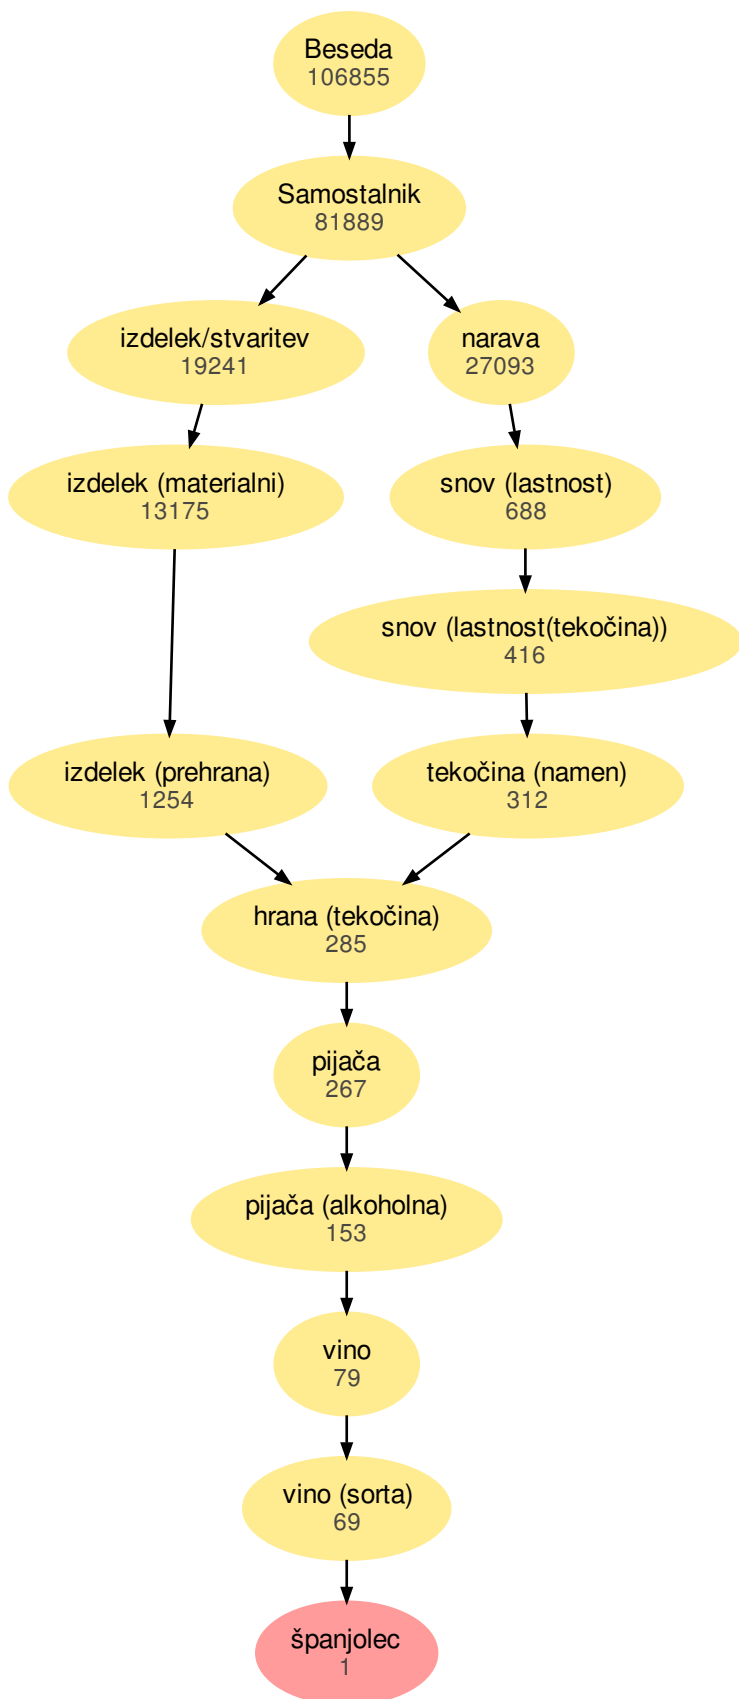 Beseda
106855
Samostalnik
81889
izdelek/stvaritev
19241
narava
27093
izdelek (materialni)
13175
snov (lastnost)
688
snov (lastnost(tekočina))
416
izdelek (prehrana)
1254
tekočina (namen)
312
hrana (tekočina)
285
pijača
267
pijača (alkoholna)
153
vino
79
vino (sorta)
69
španjolec
1